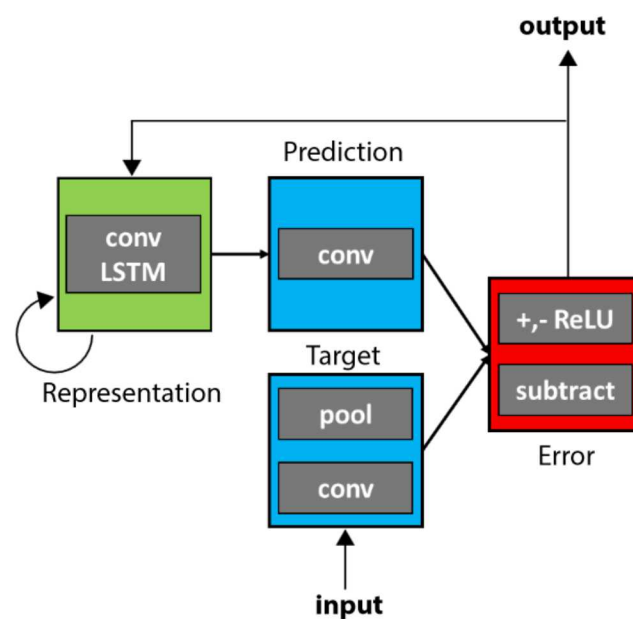 output
Prediction
conv
LSTM
conv
+,- ReLU
Target
Representation
pool
subtract
Error
conv
input